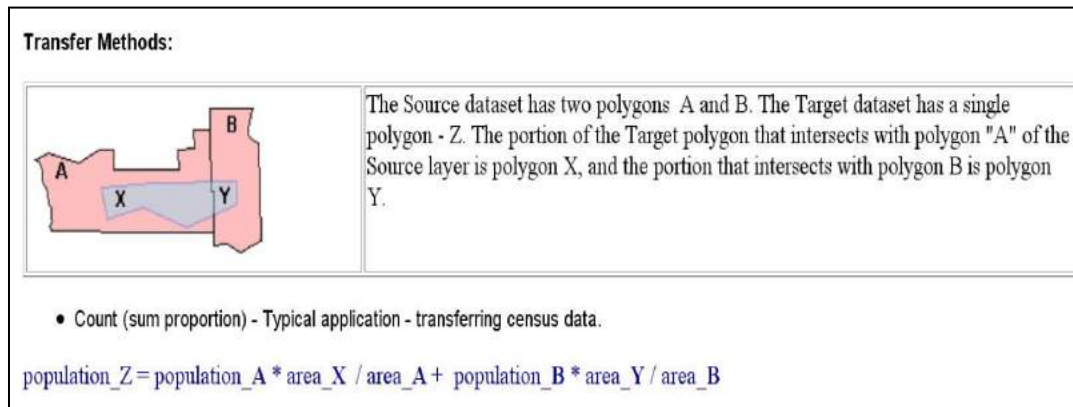 Transfer Methods:
A
B
X
Y
The Source dataset has two polygons A and B. The Target dataset has a single
polygon - Z. The portion of the Target polygon that intersects with polygon "A" of the
Source layer is polygon X, and the portion that intersects with polygon B is polygon
Y.
• Count (sum proportion) - Typical application - transferring census data.
population_Z = population_A * area_X / area_A + population_B * area_Y / area_B